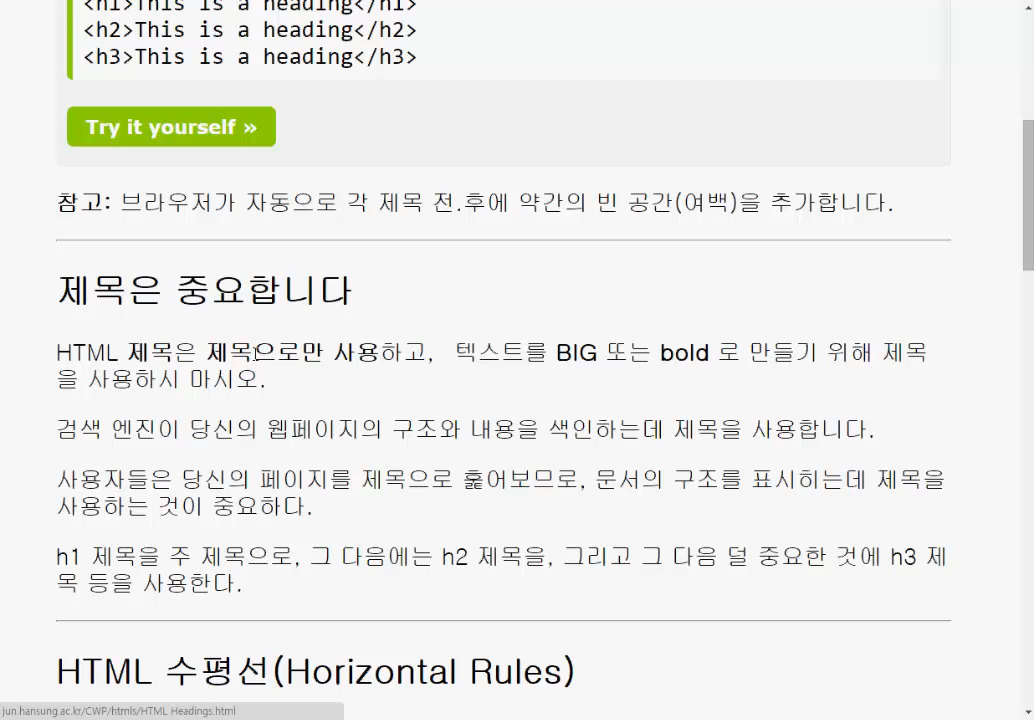 <h1>This is a heading</h1>
<h2>This is a heading</h2>
<h3>This is a heading</h3>
Try it yourself »
참고: 브라우저가 자동으로 각 제목 전.후에 약간의 빈 공간(여백)을 추가합니다.
제목은 중요합니다
HTML 제목은 제목으로만 사용하고, 텍스트를 BIG 또는 bold 로 만들기 위해 제목
을 사용하시 마시오.
검색 엔진이 당신의 웹페이지의 구조와 내용을 색인하는데 제목을 사용합니다.
사용자들은 당신의 페이지를 제목으로 훑어보므로, 문서의 구조를 표시하는데 제목을
사용하는 것이 중요하다.
h1 제목을 주 제목으로, 그 다음에는 h2 제목을, 그리고 그 다음 덜 중요한 것에 h3 제
목 등을 사용한다.
HTML 수평선(Horizontal Rules)
jun.hansung.ac.kr/CWP/htmls/HTML Headings.html